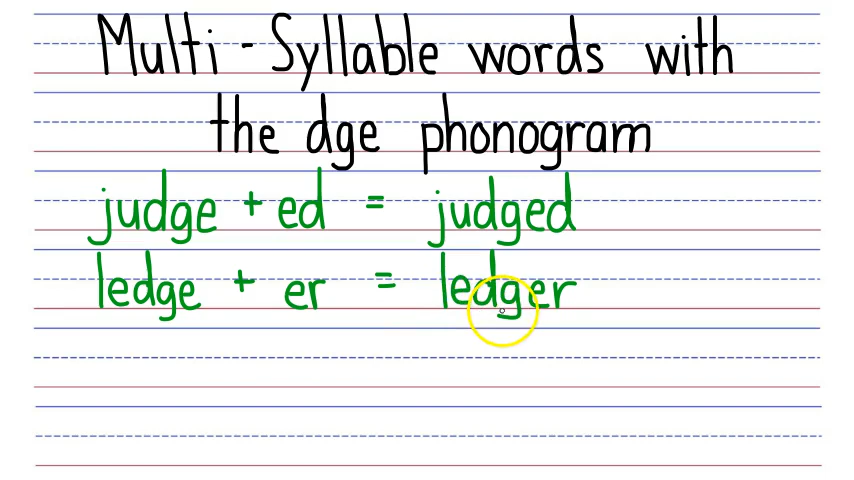 Multi-Syllable words with
the dge phonogram
judge + ed = judged
ledge + er = ledger